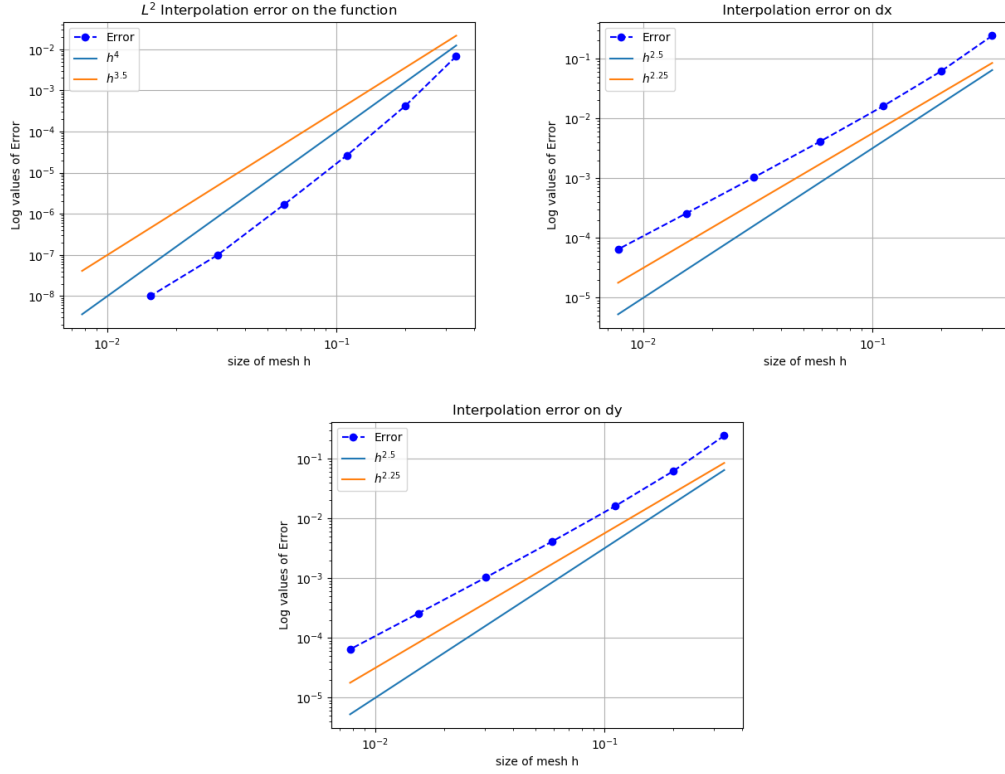 L² Interpolation error on the function
Error
h⁴
h³·⁵
10⁻²
10⁻³
10⁻⁴
10⁻⁵
10⁻⁶
10⁻⁷
10⁻⁸
Log values of Error
10⁻² 10⁻¹
size of mesh h
Interpolation error on dx
Error
h²·⁵
h²·²⁵
10⁻¹
10⁻²
10⁻³
10⁻⁴
10⁻⁵
Log values of Error
10⁻² 10⁻¹
size of mesh h
Interpolation error on dy
Error
h²·⁵
h²·²⁵
10⁻¹
10⁻²
10⁻³
10⁻⁴
10⁻⁵
Log values of Error
10⁻² 10⁻¹
size of mesh h